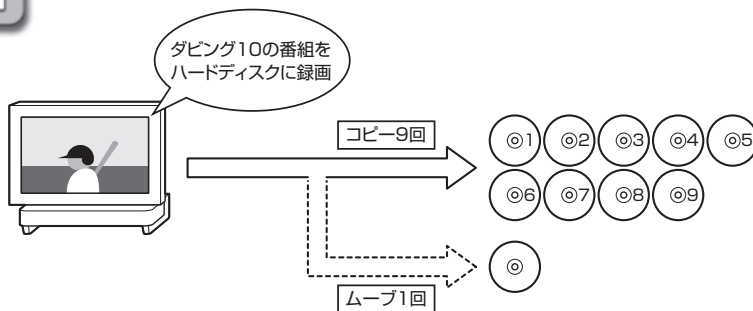 ダビング10の番組を
ハードディスクに録画
コピー9回
1 2 3 4 5
6 7 8 9
ムーブ1回